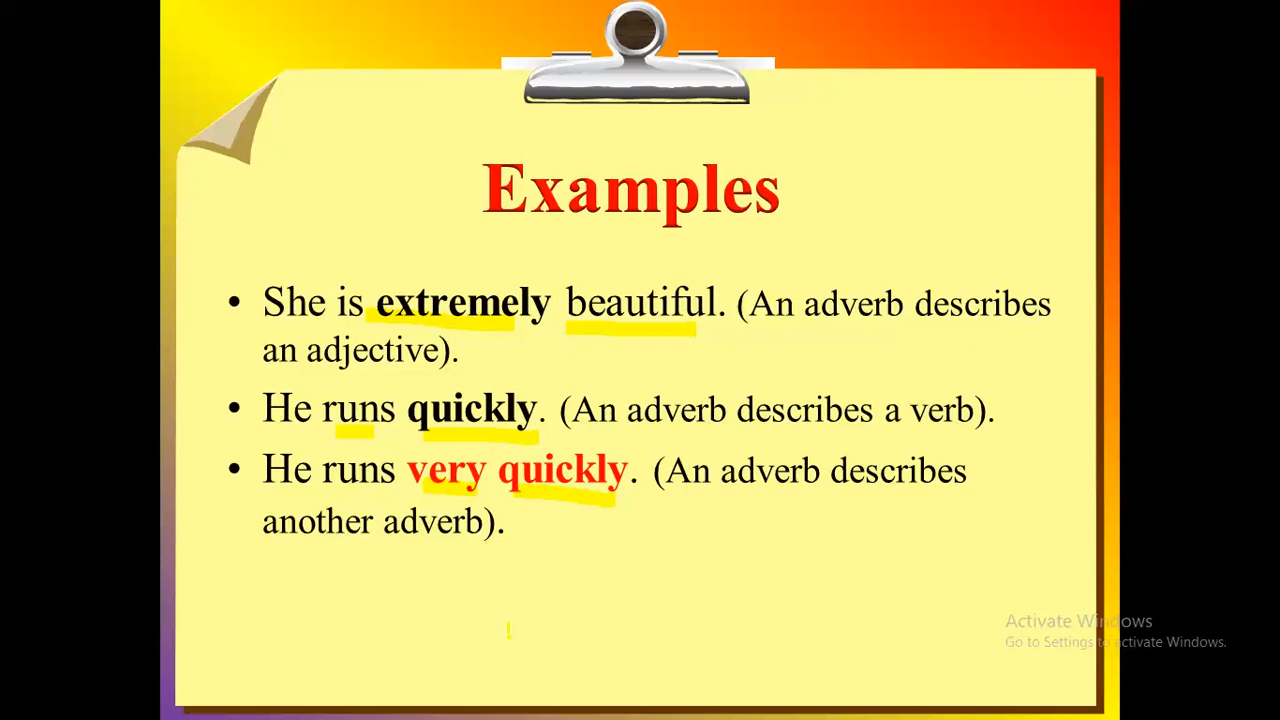 Examples
• She is extremely beautiful. (An adverb describes
an adjective).
• He runs quickly. (An adverb describes a verb).
• He runs very quickly. (An adverb describes
another adverb).
Activate Windows
Go to Settings to activate Windows.